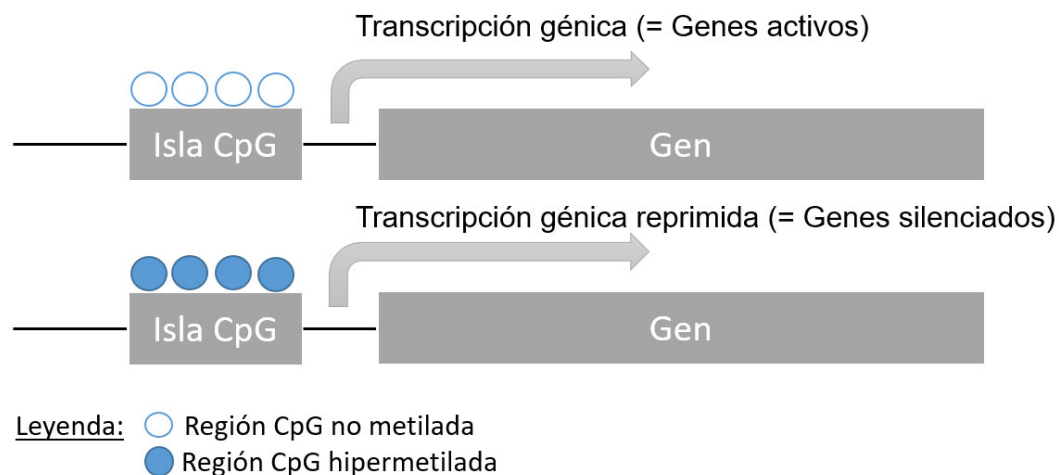 Transcripción génica (= Genes activos)
Isla CpG
Gen
Transcripción génica reprimida (= Genes silenciados)
Isla CpG
Gen
Leyenda: Región CpG no metilada
Región CpG hipermetilada